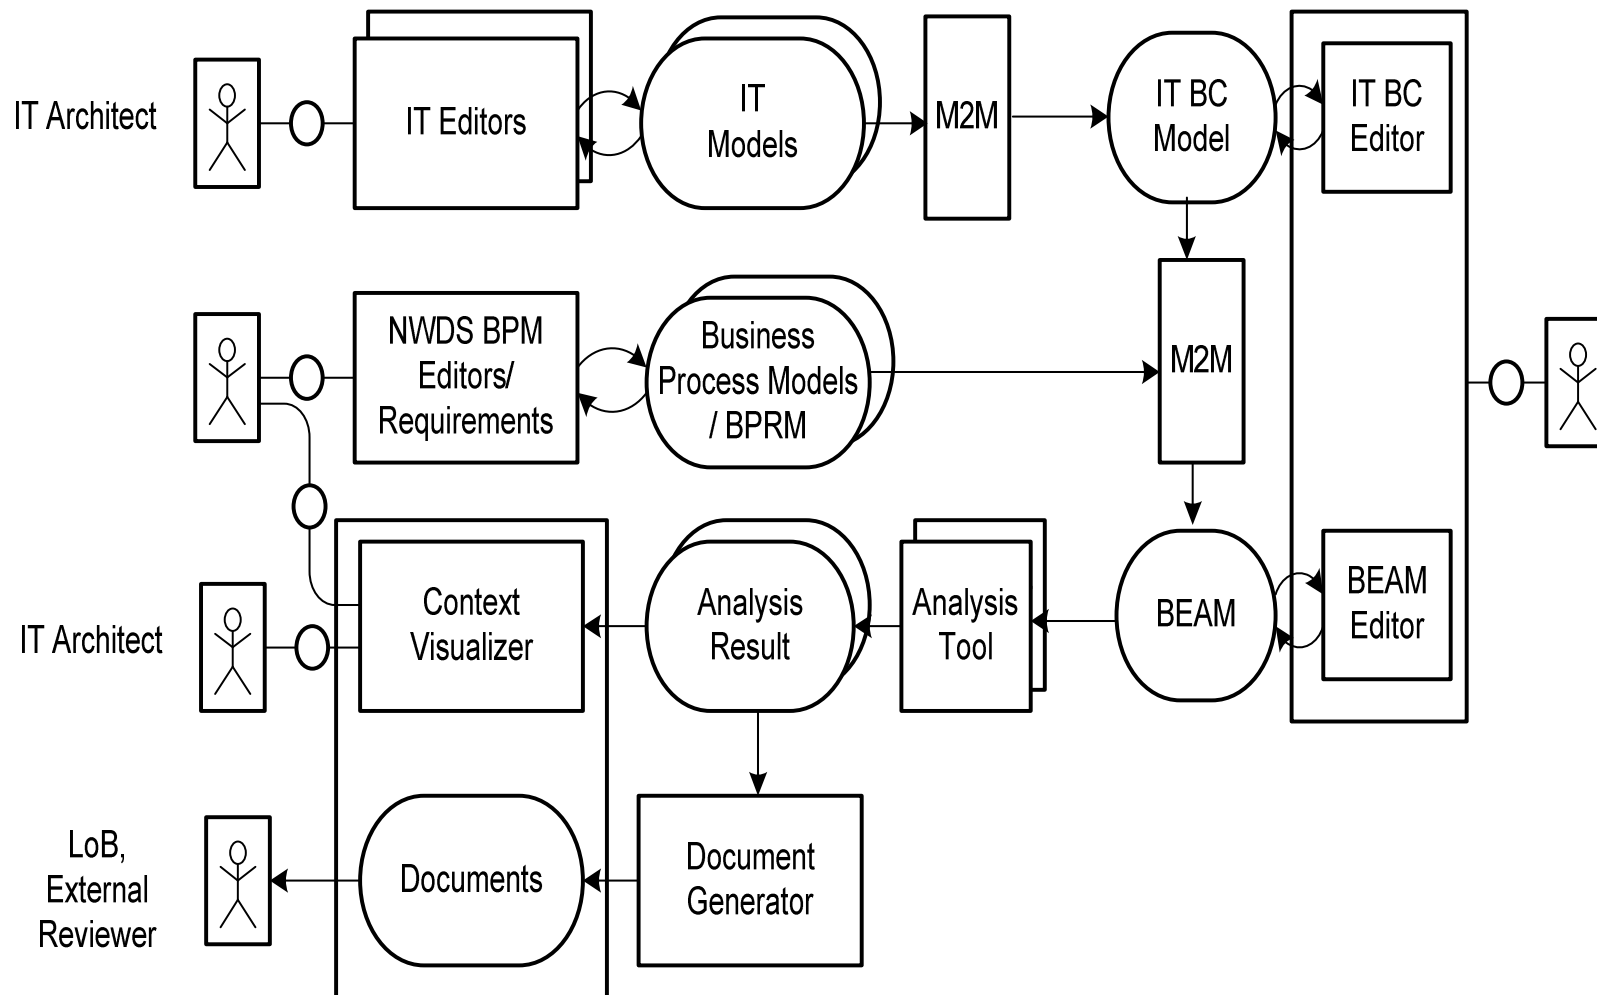 IT Architect
IT Editors
IT
Models
M2M
IT BC
Model
IT BC
Editor
NWDS BPM
Editors/
Requirements
Business
Process Models
/ BPRM
M2M
IT Architect
Context
Visualizer
Analysis
Result
Analysis
Tool
BEAM
BEAM
Editor
LoB,
External
Reviewer
Documents
Document
Generator